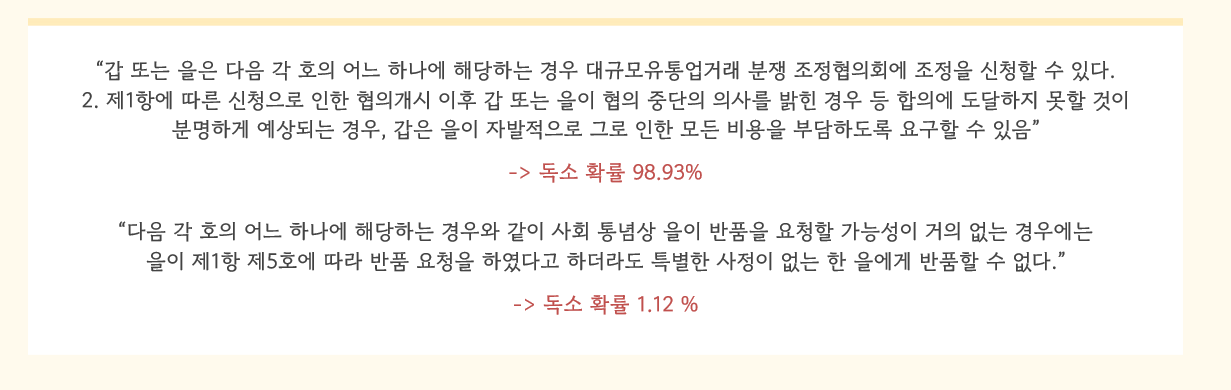 “갑 또는 을은 다음 각 호의 어느 하나에 해당하는 경우 대규모유통업거래 분쟁 조정협의회에 조정을 신청할 수 있다.
2. 제1항에 따른 신청으로 인한 협의개시 이후 갑 또는 을이 협의 중단의 의사를 밝힌 경우 등 합의에 도달하지 못할 것이
분명하게 예상되는 경우, 갑은 을이 자발적으로 그로 인한 모든 비용을 부담하도록 요구할 수 있음”
-> 독소 확률 98.93%
“다음 각 호의 어느 하나에 해당하는 경우와 같이 사회 통념상 을이 반품을 요청할 가능성이 거의 없는 경우에는
을이 제1항 제5호에 따라 반품 요청을 하였다고 하더라도 특별한 사정이 없는 한 을에게 반품할 수 없다.”
-> 독소 확률 1.12 %